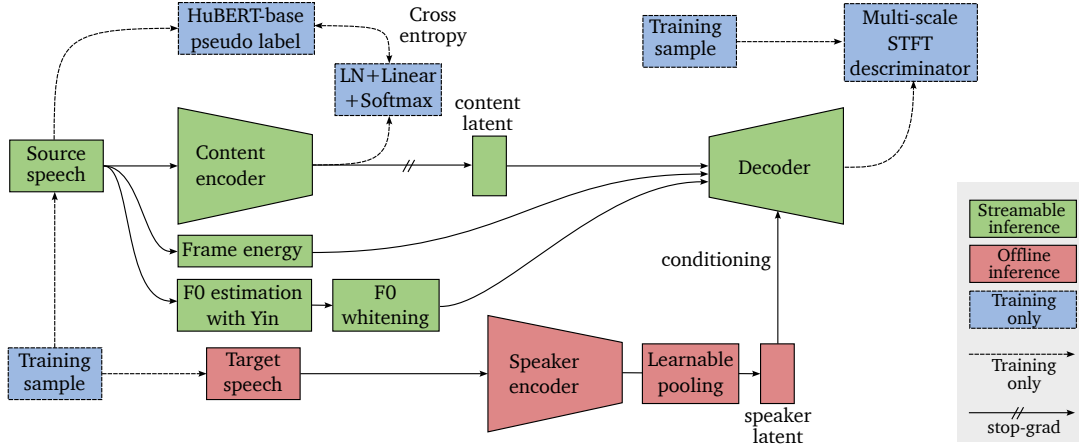 HuBERT-base
pseudo label
Cross
entropy
LN+Linear
+Softmax
Training
sample
Multi-scale
STFT
descriminator
Source
speech
Content
encoder
content
latent
Decoder
Frame energy
F0 estimation
with Yin
F0
whitening
conditioning
Training
sample
Target
speech
Speaker
encoder
Learnable
pooling
speaker
latent
Streamable
inference
Offline
inference
Training
only
Training
only
stop-grad